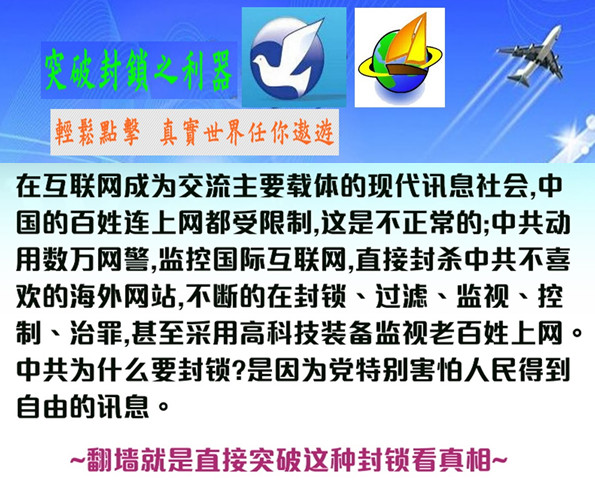 突破封鎖之利器
輕鬆點擊 真實世界任你遨遊
在互联网成为交流主要载体的现代讯息社会,中
国的百姓连上网都受限制,这是不正常的;中共动
用数万网警,监控国际互联网,直接封杀中共不喜
欢的海外网站,不断的在封锁、过滤、监视、控
制、治罪,甚至采用高科技装备监视老百姓上网。
中共为什么要封锁?是因为党特别害怕人民得到
自由的讯息。
~翻墙就是直接突破这种封锁看真相~